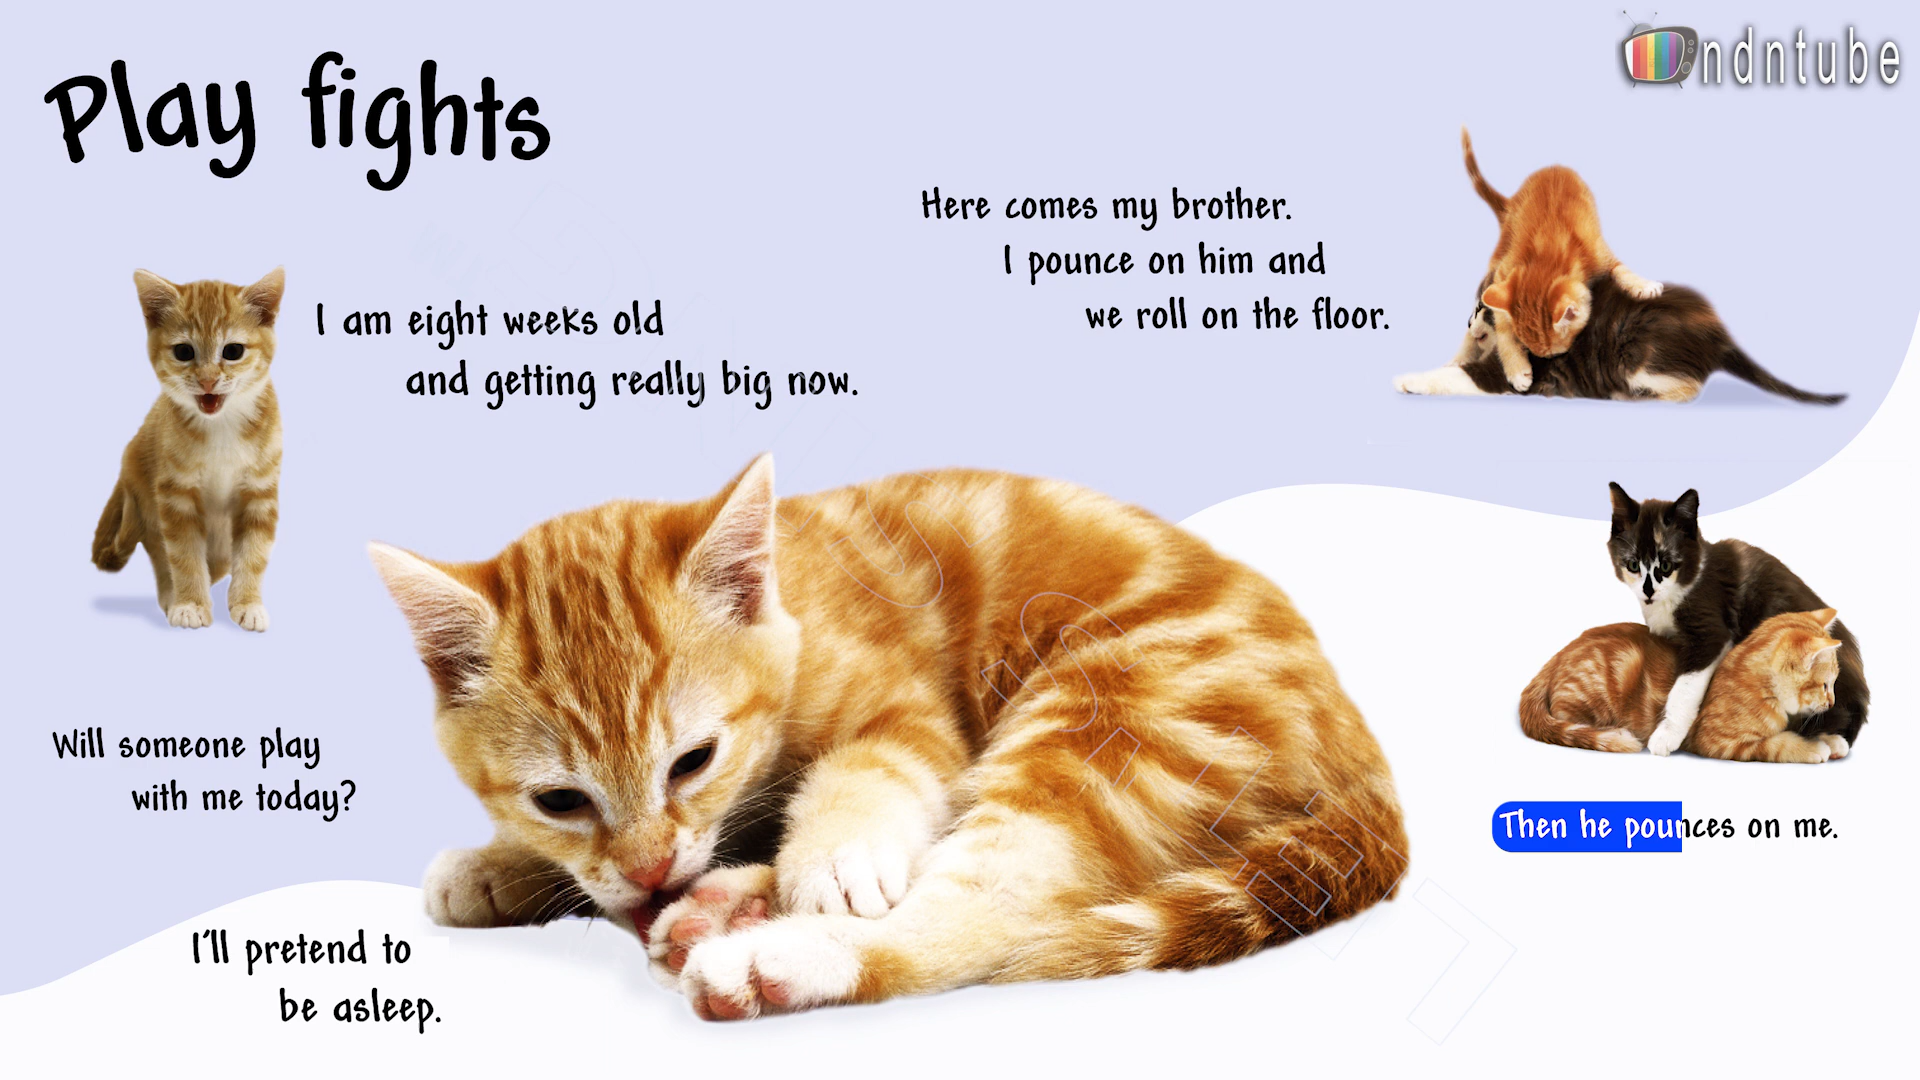 Play fights
ndntube
I am eight weeks old
and getting really big now.
Will someone play
with me today?
I'll pretend to
be asleep.
Here comes my brother.
I pounce on him and
we roll on the floor.
Then he pounces on me.